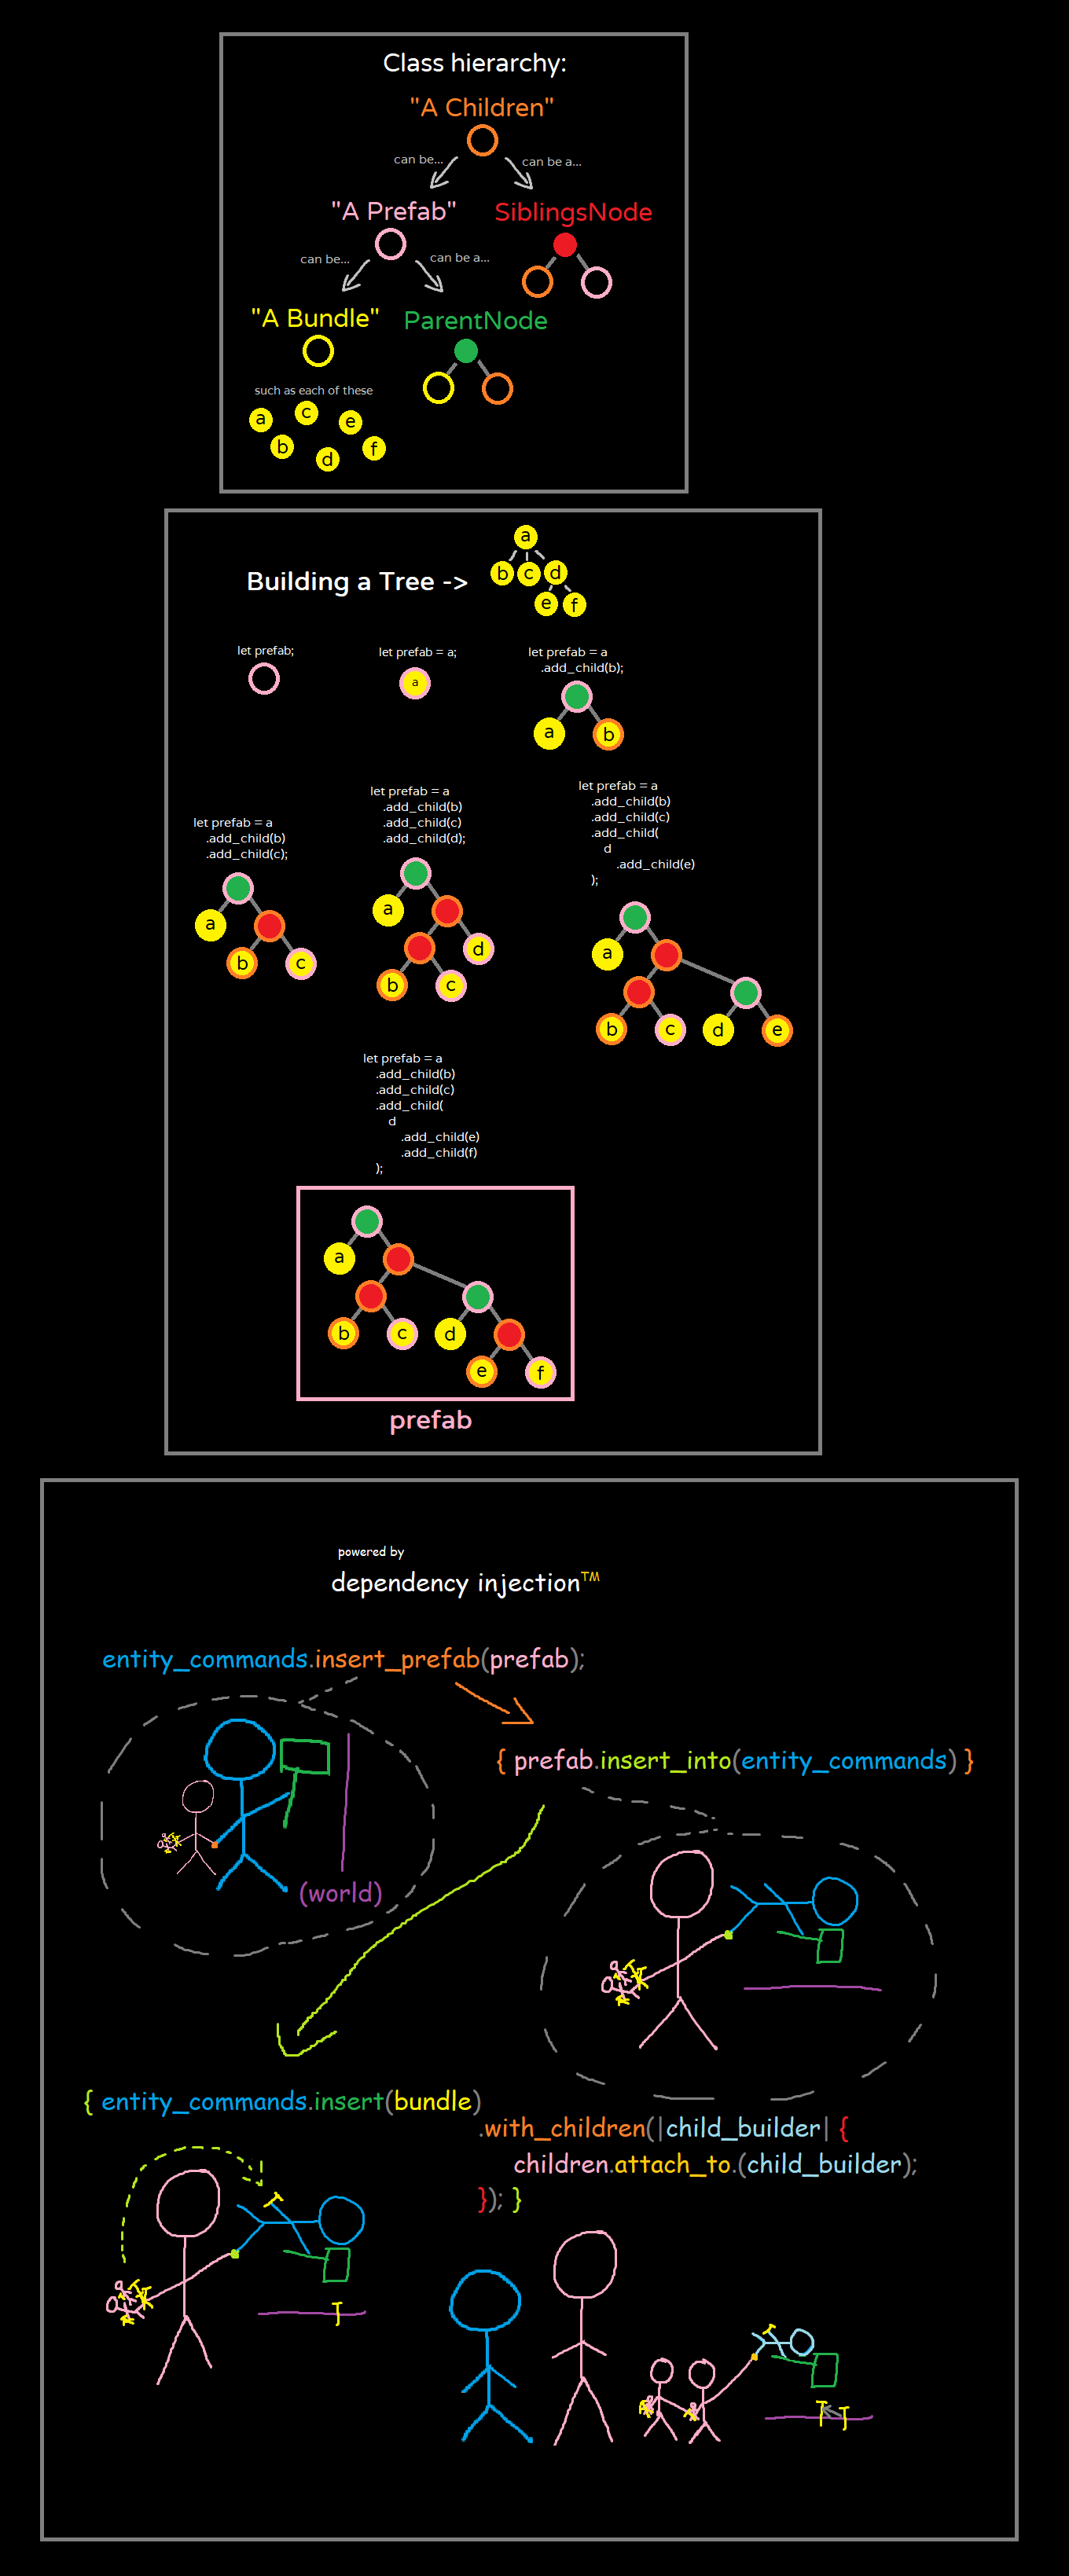 Class hierarchy:
"A Children"
can be...
can be a...
"A Prefab"
SiblingsNode
can be...
can be a...
"A Bundle"
ParentNode
such as each of these
a
c
e
b
d
f
Building a Tree ->
a
b c d
e f
let prefab;
let prefab = a;
a
let prefab = a
.add_child(b);
a
b
let prefab = a
.add_child(b)
.add_child(c);
a
b
c
let prefab = a
.add_child(b)
.add_child(c)
.add_child(d);
a
d
b
c
let prefab = a
.add_child(b)
.add_child(c)
.add_child(
d
.add_child(e)
);
a
b
c
d
e
let prefab = a
.add_child(b)
.add_child(c)
.add_child(
d
.add_child(e)
.add_child(f)
);
a
b
c
d
e
f
prefab
powered by
dependency injection™
entity_commands.insert_prefab(prefab);
{ prefab.insert_into(entity_commands) }
(world)
{ entity_commands.insert(bundle)
.with_children(|child_builder| {
children.attach_to.(child_builder);
}); }